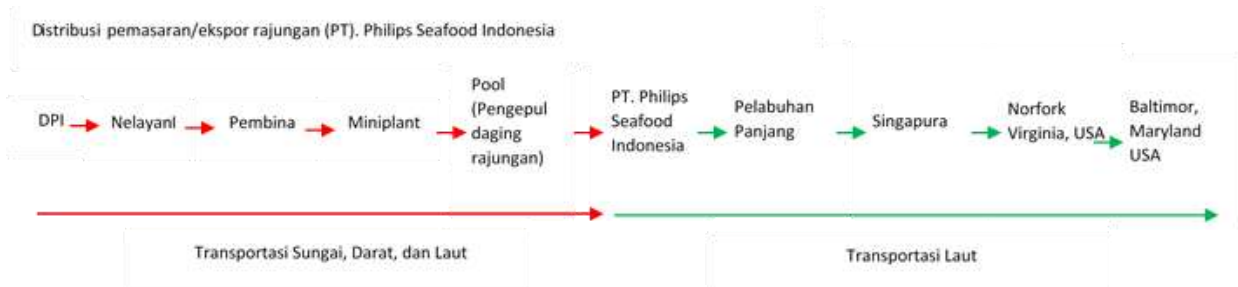 Distribusi pemasaran/ekspor rajungan (PT). Philips Seafood Indonesia
DPI
NelayanI
Pembina
Miniplant
Pool
(Pengepul
daging
rajungan)
PT. Philips
Seafood
Indonesia
Pelabuhan
Panjang
Singapura
Norfork
Virginia, USA
Baltimor,
Maryland
USA
Transportasi Sungai, Darat, dan Laut
Transportasi Laut